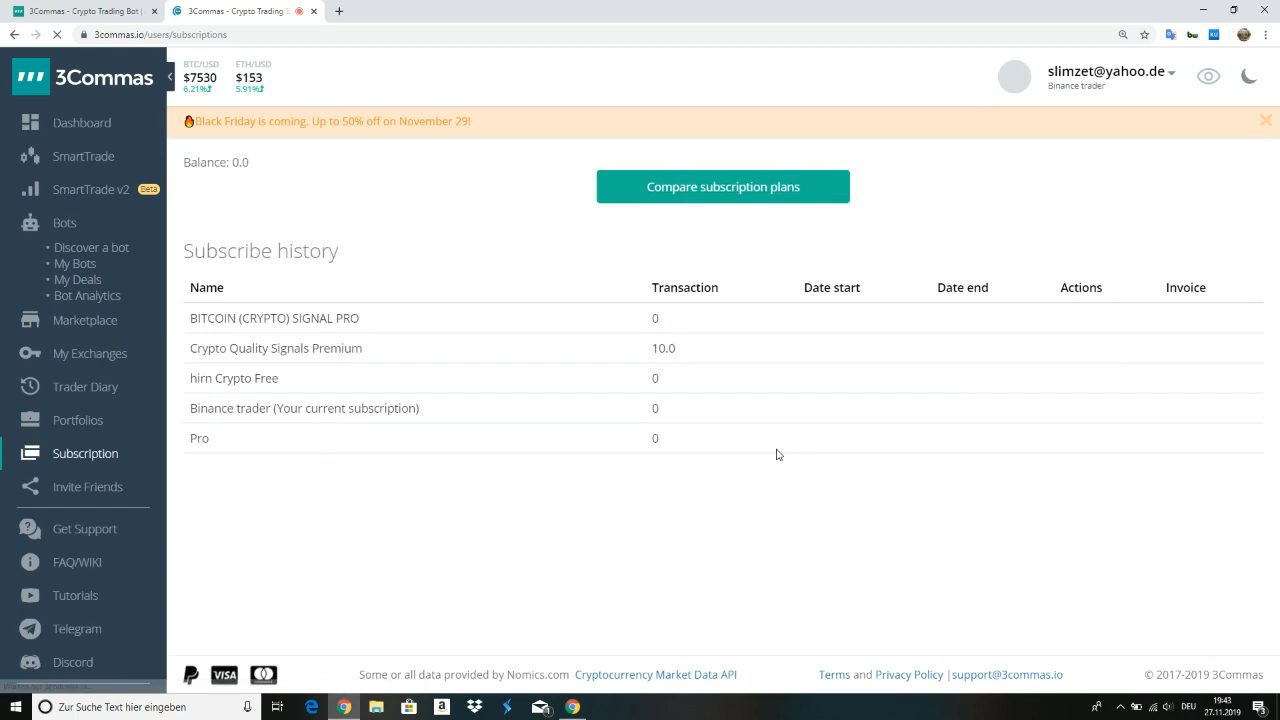 3Commas - Crypto Trading Bot
3Commas - Crypto Trading
3commas.io/users/subscriptions
3Commas
BTC/USD
$7530
6.21%
ETH/USD
$153
5.91%
slimzet@yahoo.de
Binance trader
Black Friday is coming. Up to 50% off on November 29!
Dashboard
SmartTrade
SmartTrade v2 Beta
Bots
• Discover a bot
• My Bots
• My Deals
• Bot Analytics
Marketplace
My Exchanges
Trader Diary
Portfolios
Subscription
Invite Friends
Get Support
FAQ/WIKI
Tutorials
Telegram
Discord
Balance: 0.0
Compare subscription plans
Subscribe history
Name Transaction Date start Date end Actions Invoice
BITCOIN (CRYPTO) SIGNAL PRO 0
Crypto Quality Signals Premium 10.0
hirn Crypto Free 0
Binance trader (Your current subscription) 0
Pro 0
VISA
Some or all data provided by Nomics.com Cryptocurrency Market Data API
Terms and Privacy Policy |support@3commas.io
© 2017-2019 3Commas
Zur Suche Text hier eingeben
DEU
19:43
27.11.2019